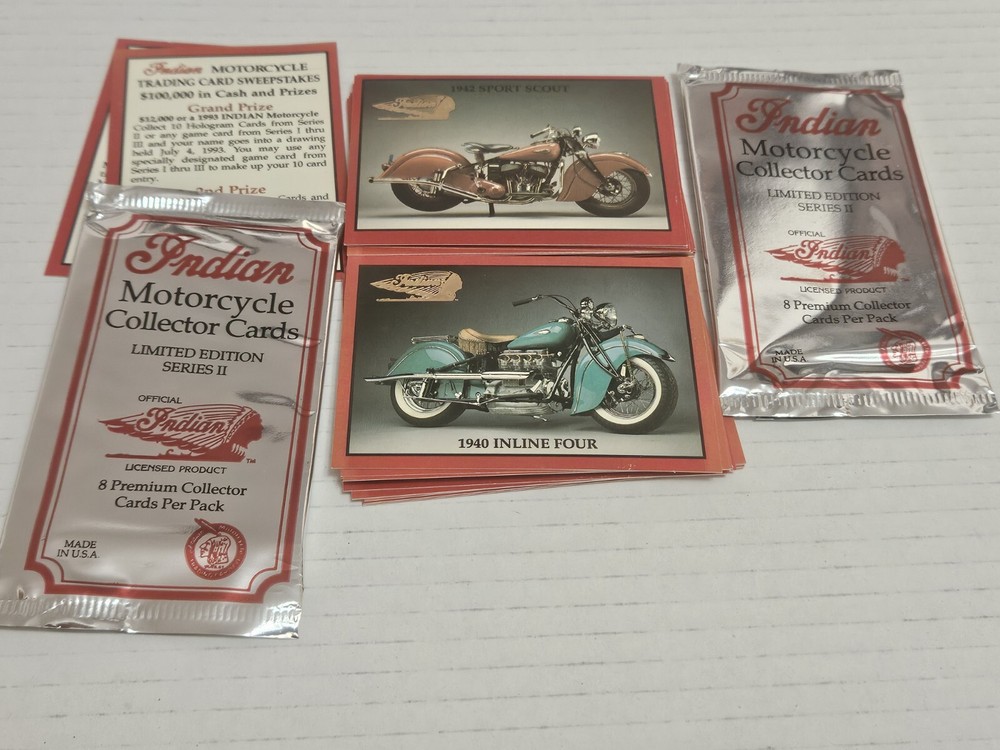 Indian MOTORCYCLE
TRADING CARD SWEEPSTAKES
$100,000 in Cash and Prizes
Grand Prize
$12,000 or a 1993 INDIAN Motorcycle
Collect 10 Hologram Cards from Series
II or any game card from Series I thru
III and your name goes into a drawing
held July 4, 1993. You may use any
specially designated game card from
Series I thru III to make up your 10 card
entry.
2nd Prize
Cards and
1942 SPORT SCOUT
Indian
1940 INLINE FOUR
Indian
Motorcycle
Collector Cards
LIMITED EDITION
SERIES II
OFFICIAL
Indian
TM
LICENSED PRODUCT
8 Premium Collector
Cards Per Pack
MADE
IN U.S.A.
Indian
Motorcycle
Collector Cards
LIMITED EDITION
SERIES II
OFFICIAL
Indian
LICENSED PRODUCT
8 Premium Collector
Cards Per Pack
MADE
IN U.S.A.